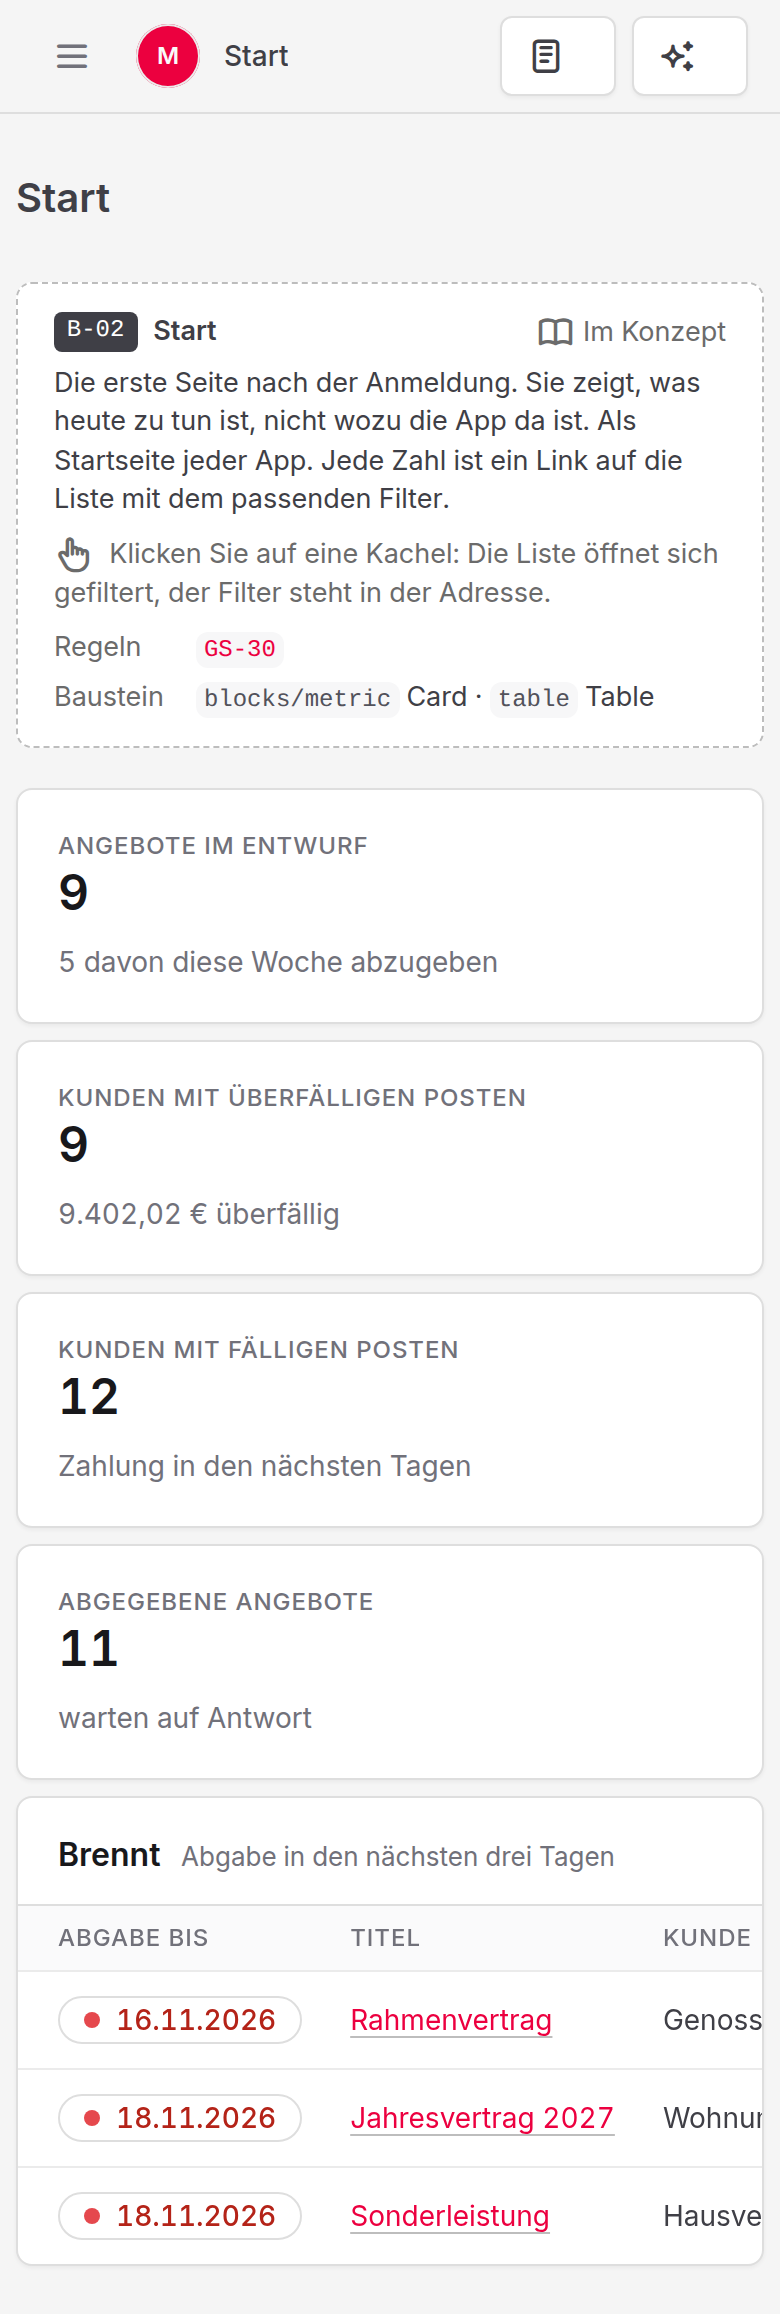 M Start
Start
B-02 Start Im Konzept
Die erste Seite nach der Anmeldung. Sie zeigt, was
heute zu tun ist, nicht wozu die App da ist. Als
Startseite jeder App. Jede Zahl ist ein Link auf die
Liste mit dem passenden Filter.
Klicken Sie auf eine Kachel: Die Liste öffnet sich
gefiltert, der Filter steht in der Adresse.
Regeln GS-30
Baustein blocks/metric Card · table Table
ANGEBOTE IM ENTWURF
9
5 davon diese Woche abzugeben
KUNDEN MIT ÜBERFÄLLIGEN POSTEN
9
9.402,02 € überfällig
KUNDEN MIT FÄLLIGEN POSTEN
12
Zahlung in den nächsten Tagen
ABGEGEBENE ANGEBOTE
11
warten auf Antwort
Brennt Abgabe in den nächsten drei Tagen
ABGABE BIS TITEL KUNDE
16.11.2026 Rahmenvertrag Genoss
18.11.2026 Jahresvertrag 2027
18.11.2026 Sonderleistung Hausve